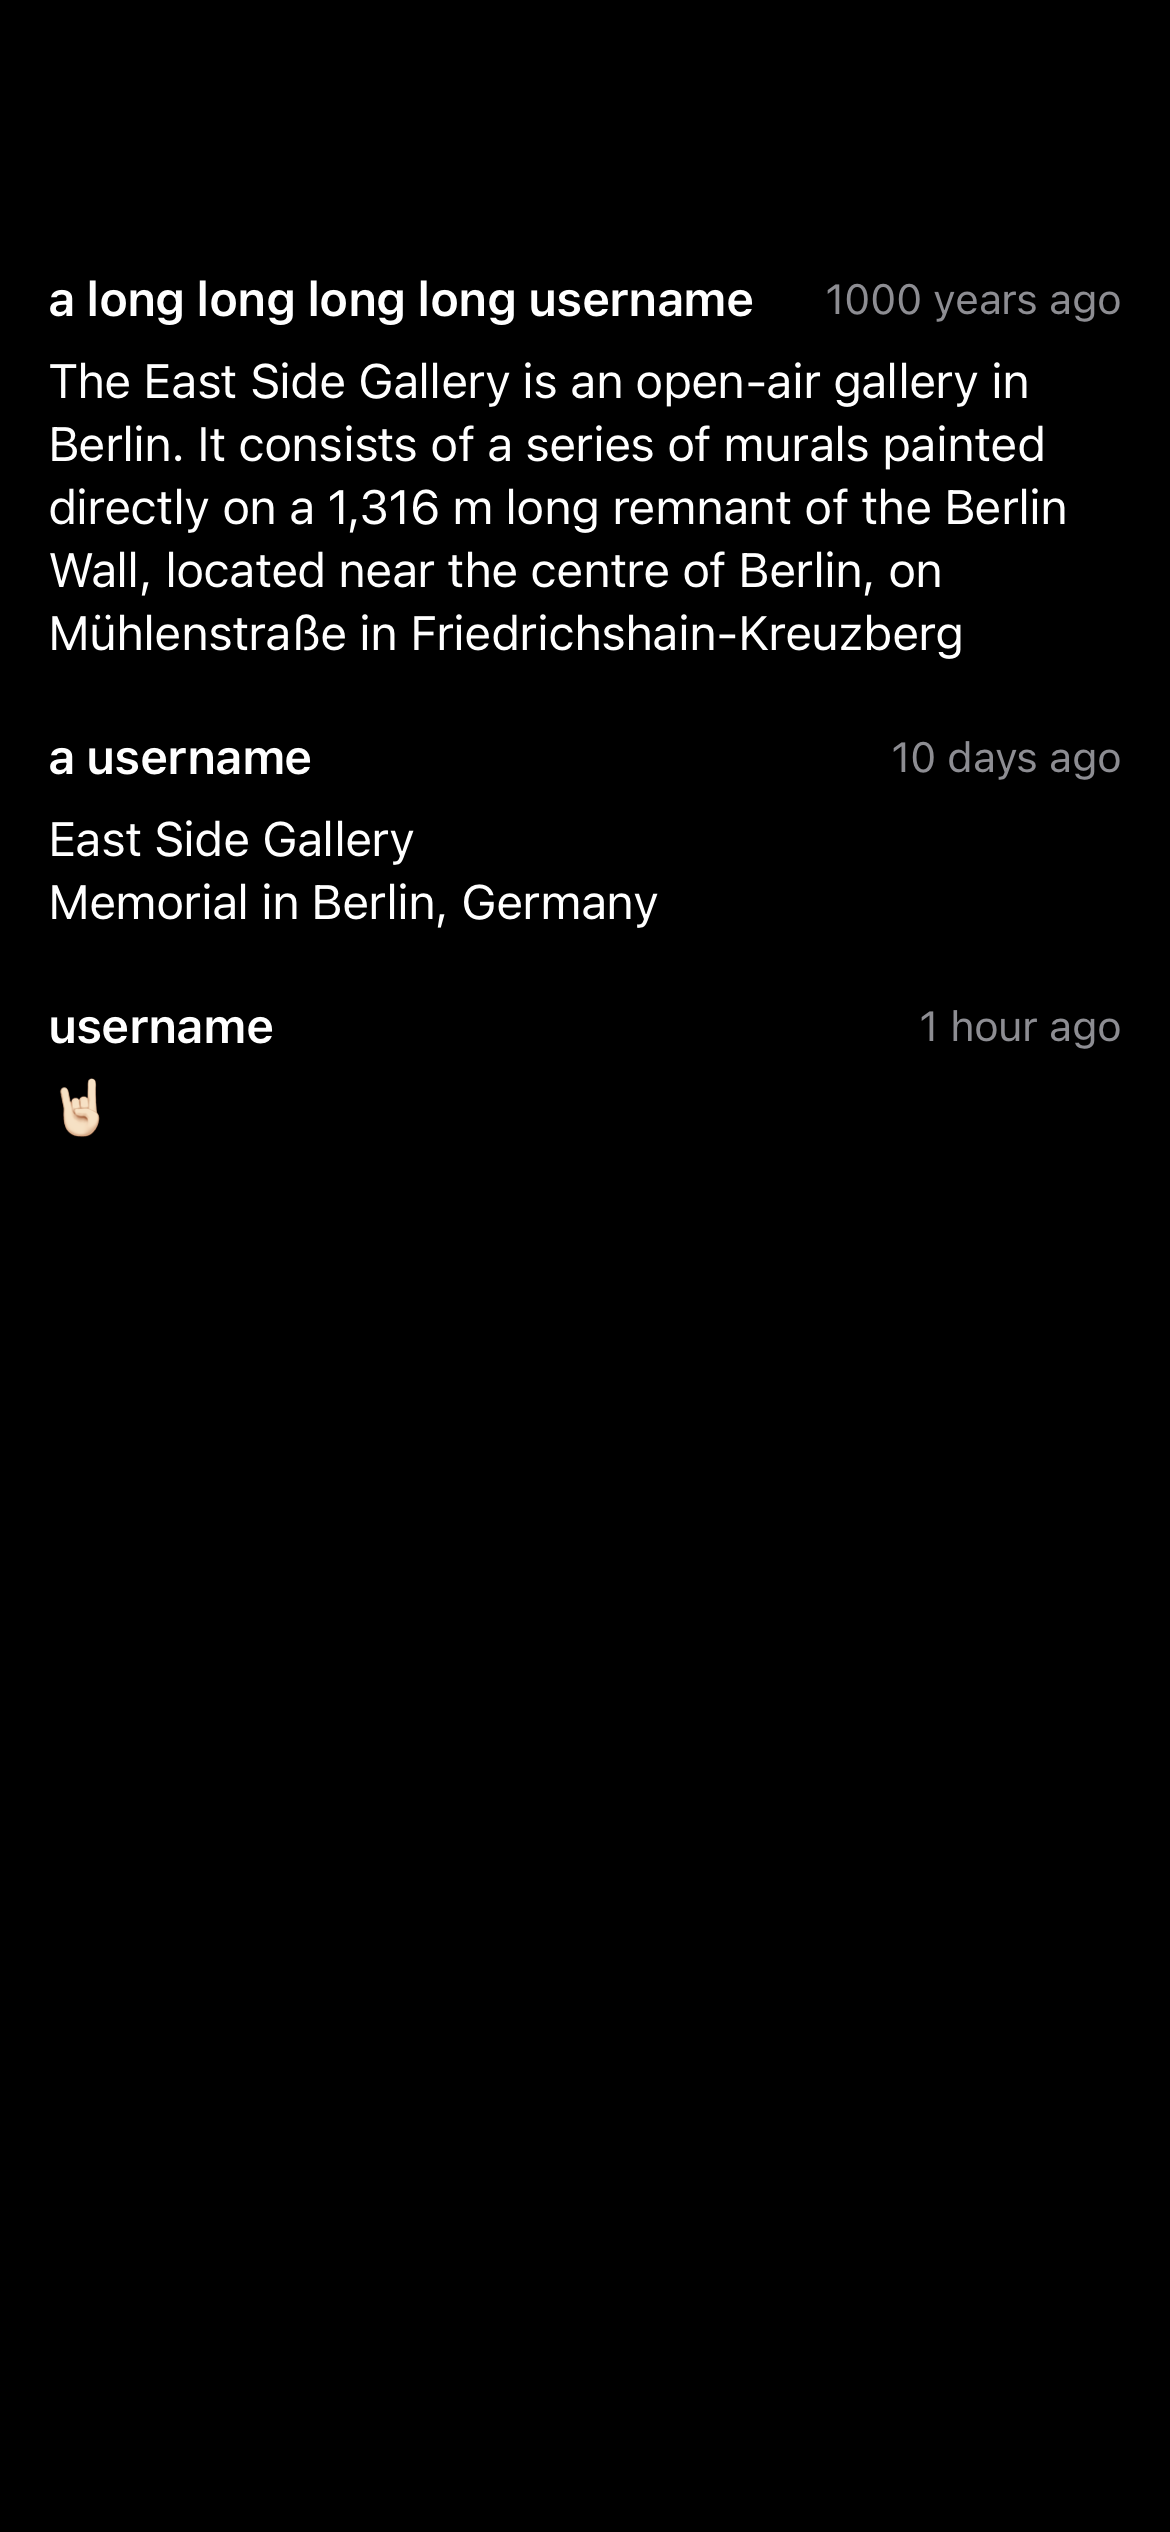 a long long long long username 1000 years ago
The East Side Gallery is an open-air gallery in
Berlin. It consists of a series of murals painted
directly on a 1,316 m long remnant of the Berlin
Wall, located near the centre of Berlin, on
Mühlenstraße in Friedrichshain-Kreuzberg
a username 10 days ago
East Side Gallery
Memorial in Berlin, Germany
username 1 hour ago
🤘🏻